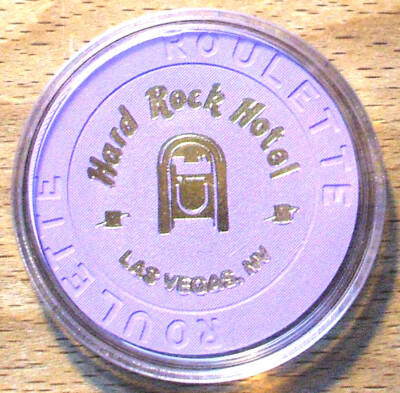 ROULETTE
Hard Rock Hotel
LAS VEGAS, NV
ROULETTE